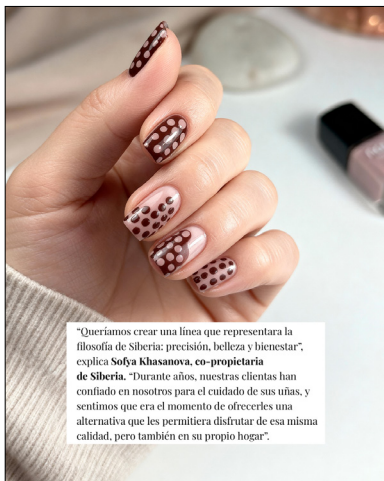 “Queríamos crear una línea que representara la
filosofía de Siberia: precisión, belleza y bienestar”,
explica Sofya Khasanova, co-propietaria
de Siberia. “Durante años, nuestras clientas han
confiado en nosotros para el cuidado de sus uñas, y
sentimos que era el momento de ofrecerles una
alternativa que les permitiera disfrutar de esa misma
calidad, pero también en su propio hogar”.